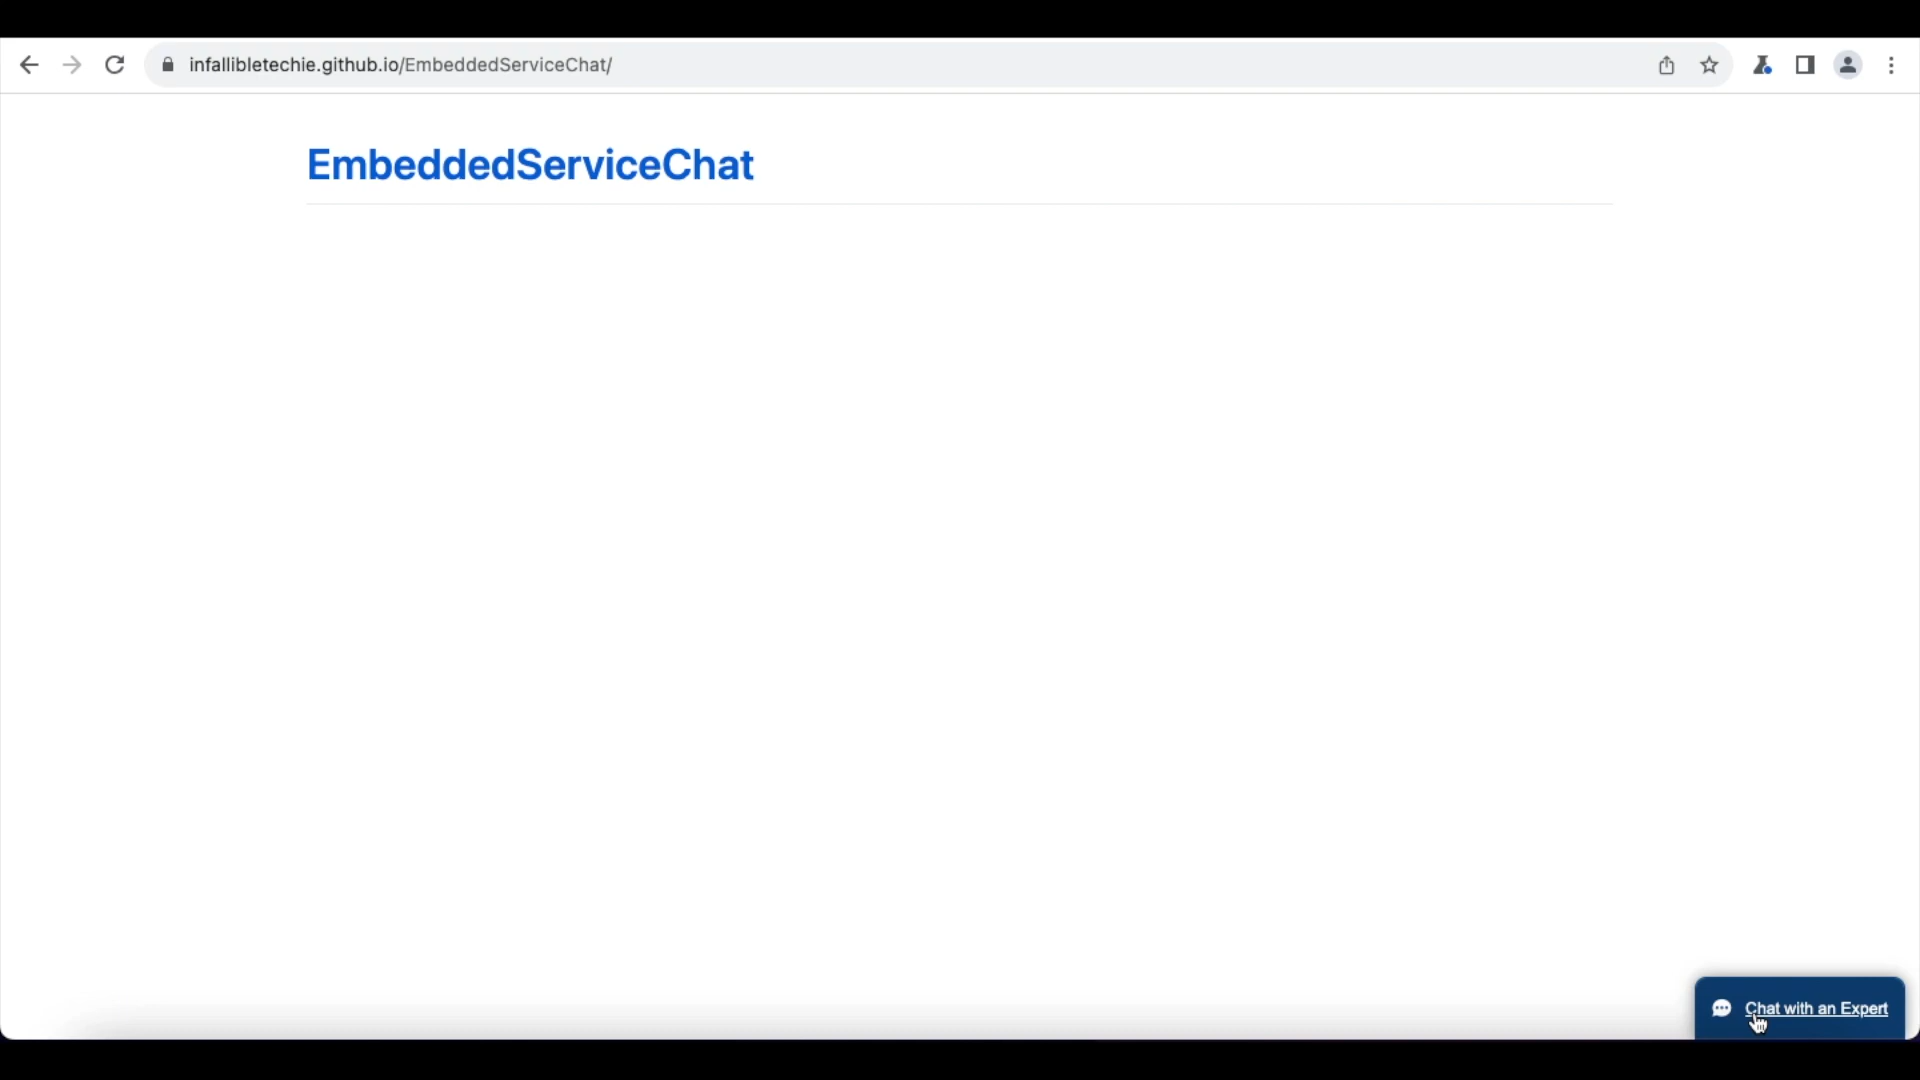 infallibletechie.github.io/EmbeddedServiceChat/
EmbeddedServiceChat
Chat with an Expert